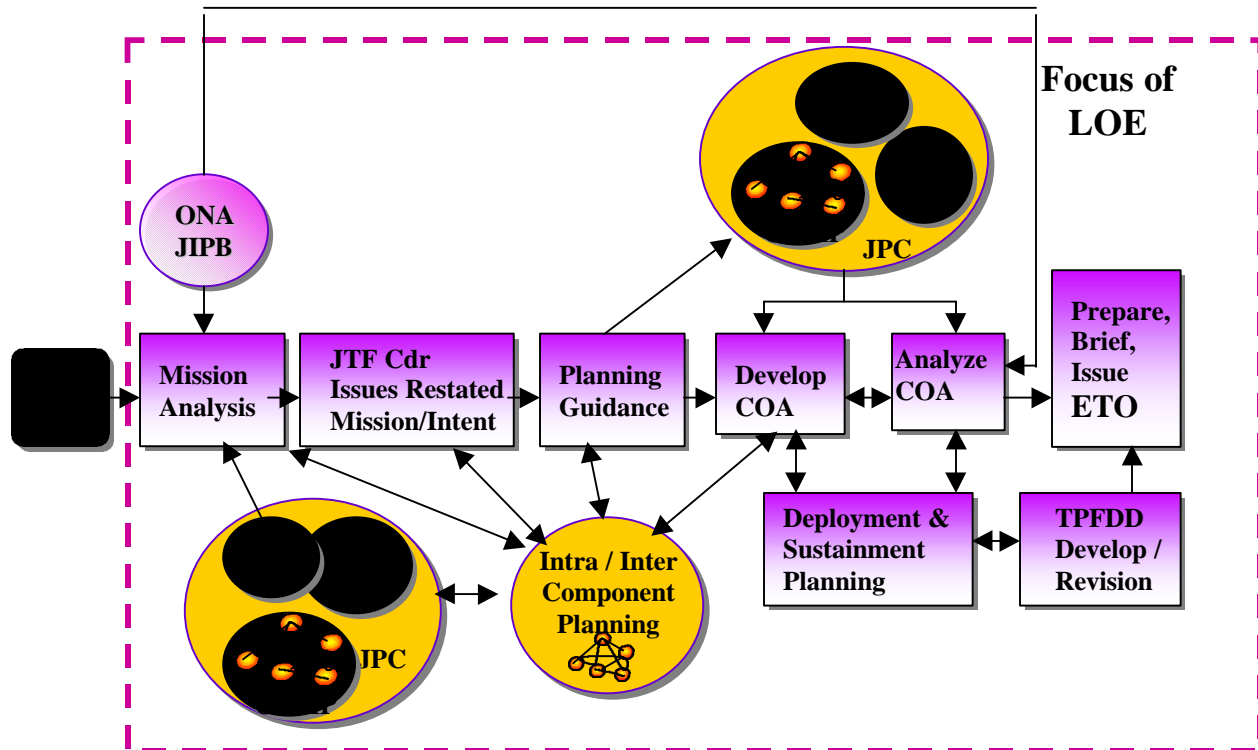 Focus of
LOE
ONA
JIPB
JPC
Mission
Analysis
JTF Cdr
Issues Restated
Mission/Intent
Planning
Guidance
Develop
COA
Analyze
COA
Prepare,
Brief,
Issue
ETO
Deployment &
Sustainment
Planning
TPFDD
Develop /
Revision
Intra / Inter
Component
Planning
JPC